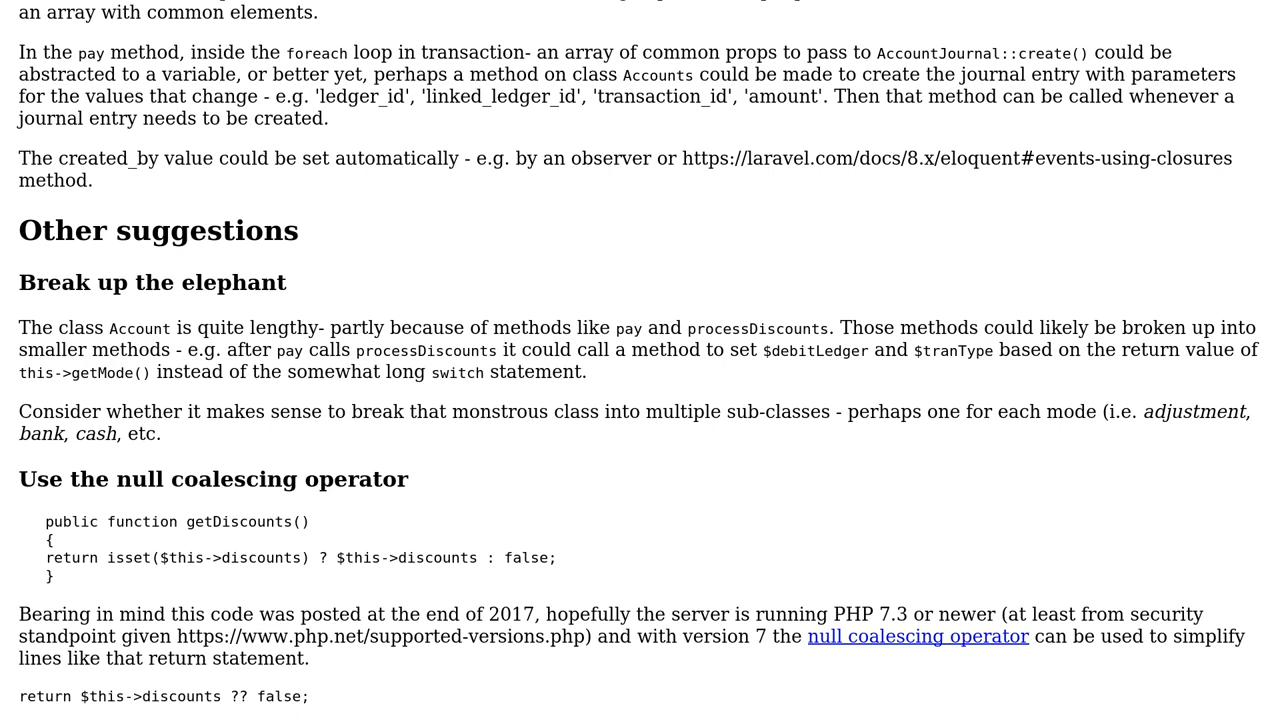 an array with common elements.
In the pay method, inside the foreach loop in transaction- an array of common props to pass to AccountJournal::create() could be
abstracted to a variable, or better yet, perhaps a method on class Accounts could be made to create the journal entry with parameters
for the values that change - e.g. 'ledger_id', 'linked_ledger_id', 'transaction_id', 'amount'. Then that method can be called whenever a
journal entry needs to be created.
The created_by value could be set automatically - e.g. by an observer or https://laravel.com/docs/8.x/eloquent#events-using-closures
method.
Other suggestions
Break up the elephant
The class Account is quite lengthy- partly because of methods like pay and processDiscounts. Those methods could likely be broken up into
smaller methods - e.g. after pay calls processDiscounts it could call a method to set $debitLedger and $tranType based on the return value of
this->getMode() instead of the somewhat long switch statement.
Consider whether it makes sense to break that monstrous class into multiple sub-classes - perhaps one for each mode (i.e. adjustment,
bank, cash, etc.
Use the null coalescing operator
public function getDiscounts()
{
return isset($this->discounts) ? $this->discounts : false;
}
Bearing in mind this code was posted at the end of 2017, hopefully the server is running PHP 7.3 or newer (at least from security
standpoint given https://www.php.net/supported-versions.php) and with version 7 the null coalescing operator can be used to simplify
lines like that return statement.
return $this->discounts ?? false;